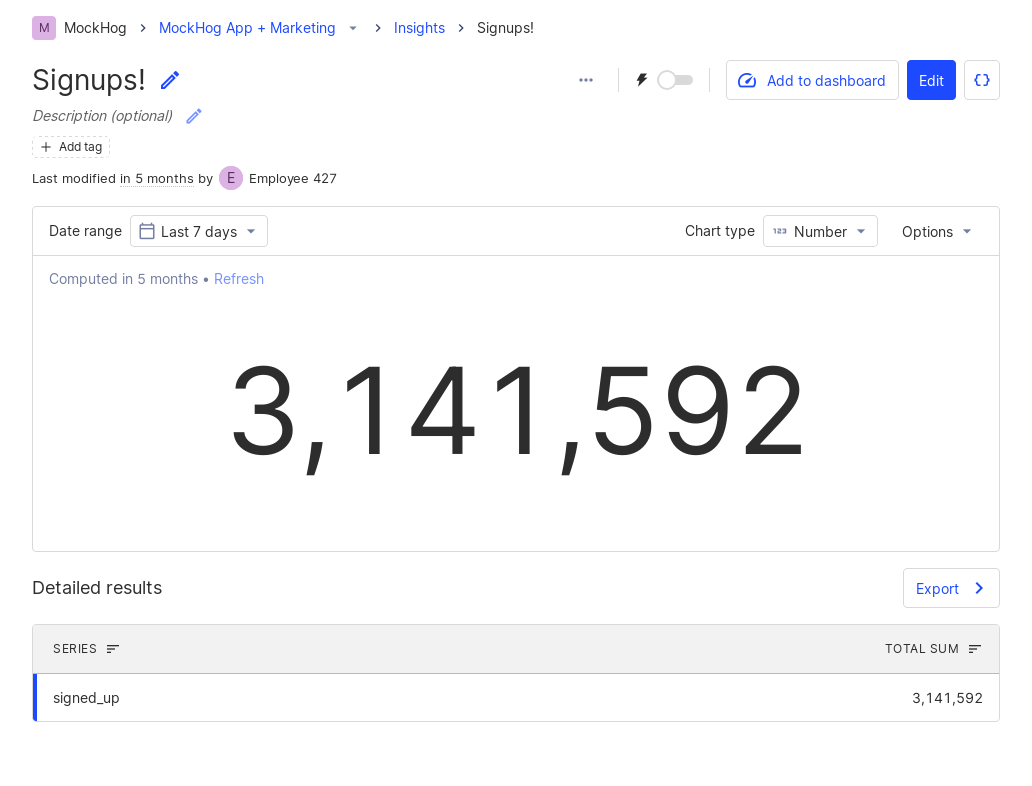 M MockHog > MockHog App + Marketing > Insights > Signups!
Signups!
Add to dashboard
Edit
{}
Description (optional)
+ Add tag
Last modified in 5 months by E Employee 427
Date range Last 7 days
Chart type 123 Number
Options
Computed in 5 months • Refresh
3,141,592
Detailed results
Export
SERIES TOTAL SUM
signed_up 3,141,592